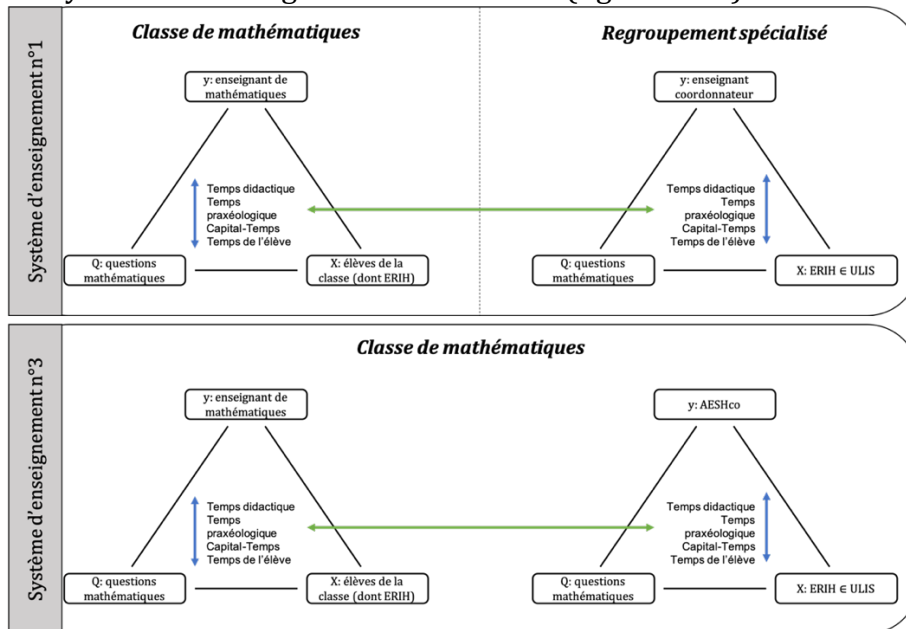 Système d'enseignement n°1
Classe de mathématiques
Regroupement spécialisé
y: enseignant de
mathématiques
y: enseignant
coordonnateur
Temps didactique
Temps
praxéologique
Capital-Temps
Temps de l'élève
Temps didactique
Temps
praxéologique
Capital-Temps
Temps de l'élève
Q: questions
mathématiques
X: élèves de la
classe (dont ERIH)
Q: questions
mathématiques
X: ERIH ∈ ULIS
Système d'enseignement n°3
Classe de mathématiques
y: enseignant de
mathématiques
y: AESHco
Temps didactique
Temps
praxéologique
Capital-Temps
Temps de l'élève
Temps didactique
Temps
praxéologique
Capital-Temps
Temps de l'élève
Q: questions
mathématiques
X: élèves de la
classe (dont ERIH)
Q: questions
mathématiques
X: ERIH ∈ ULIS